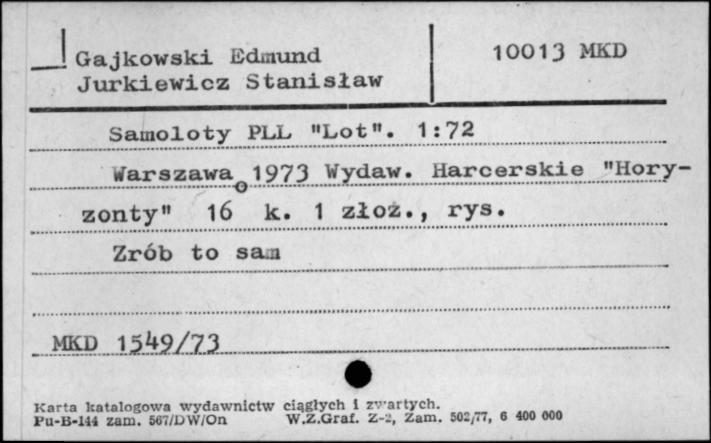 Gajkowski Edmund 10013 MKD
Jurkiewicz Stanisław
Samoloty PLL "Lot". 1:72
Warszawa 1973 Wydaw. Harcerskie "Hory-
zonty" 16° k. 1 złoż., rys.
Zrób to sam
MKD 1549/73
Karta katalogowa wydawnictw ciągłych i zwartych.
Pu-B-144 zam. 567/DW/On W.Z.Graf. Z-2, Zam. 502/77, 6 400 000